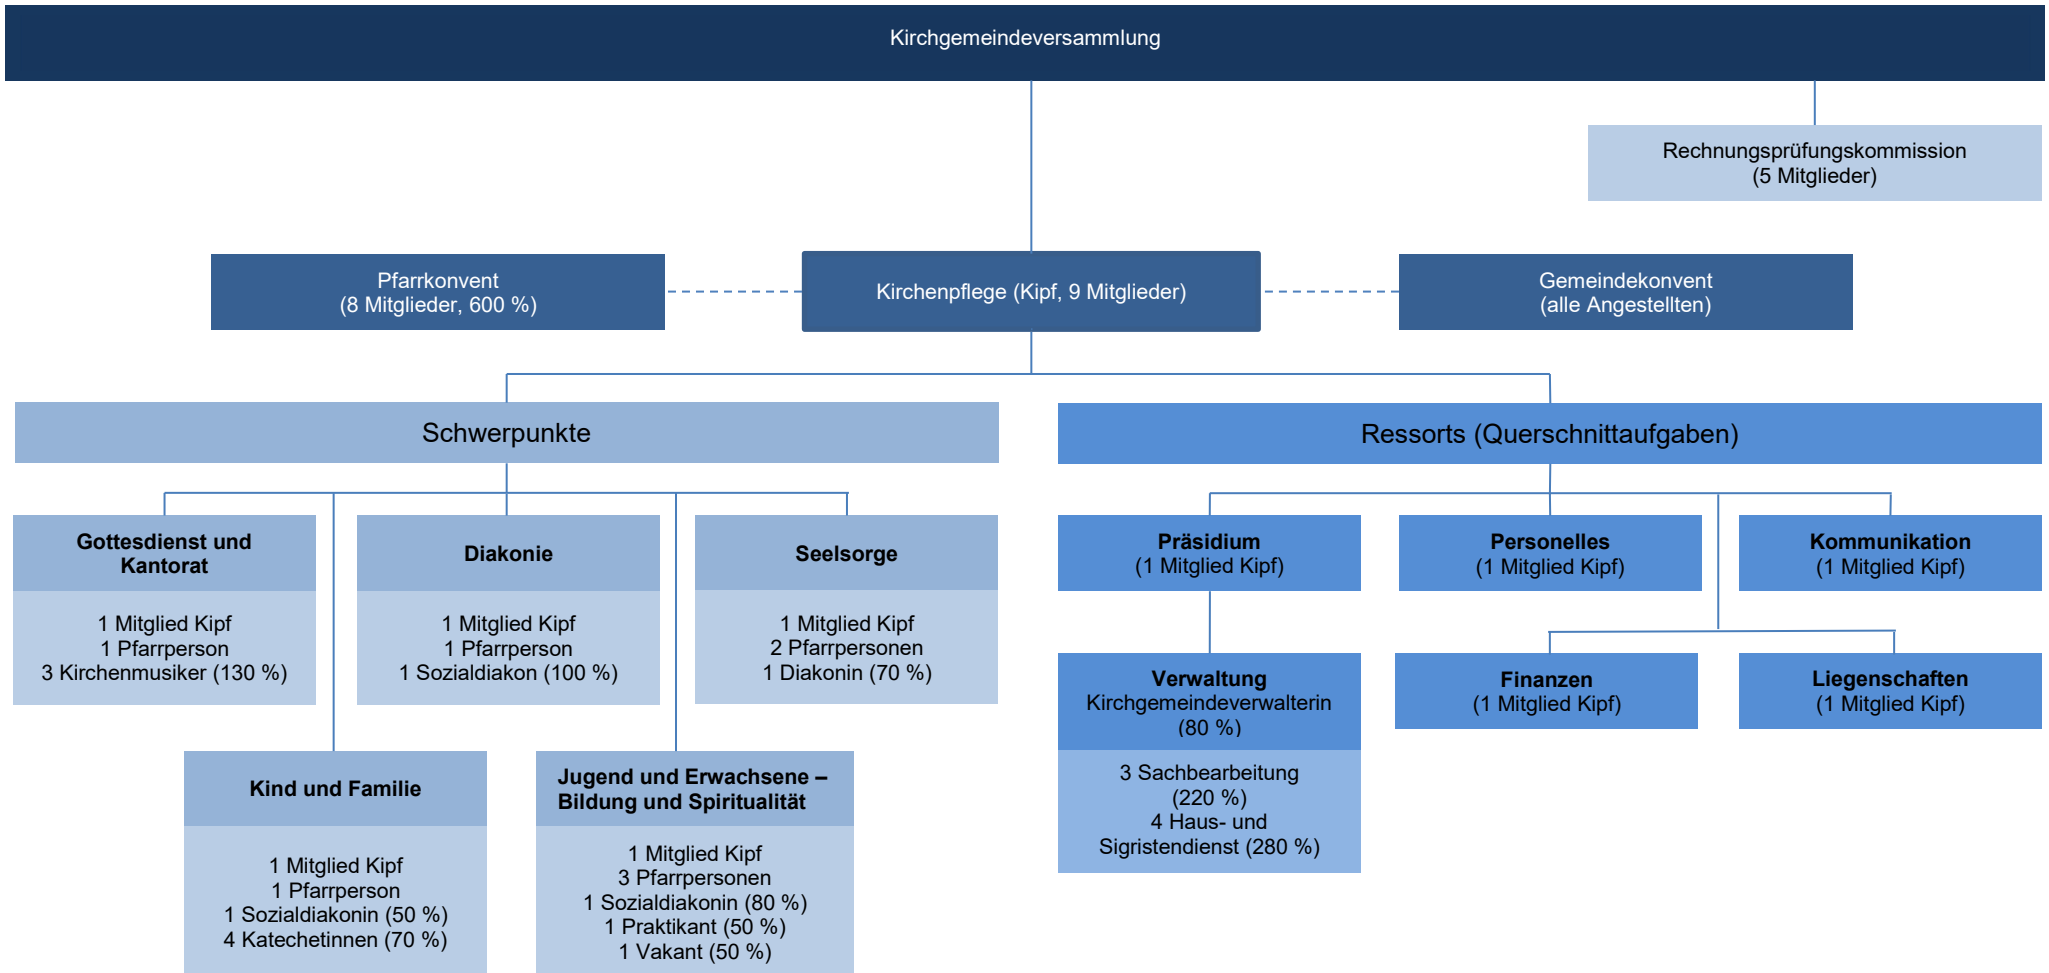 Kirchgemeindeversammlung
Rechnungsprüfungskommission
(5 Mitglieder)
Pfarrkonvent
(8 Mitglieder, 600 %)
Kirchenpflege (Kipf, 9 Mitglieder)
Gemeindekonvent
(alle Angestellten)
Schwerpunkte
Ressorts (Querschnittaufgaben)
Gottesdienst und
Kantorat
1 Mitglied Kipf
1 Pfarrperson
3 Kirchenmusiker (130 %)
Diakonie
1 Mitglied Kipf
1 Pfarrperson
1 Sozialdiakon (100 %)
Seelsorge
1 Mitglied Kipf
2 Pfarrpersonen
1 Diakonin (70 %)
Kind und Familie
1 Mitglied Kipf
1 Pfarrperson
1 Sozialdiakonin (50 %)
4 Katechetinnen (70 %)
Jugend und Erwachsene –
Bildung und Spiritualität
1 Mitglied Kipf
3 Pfarrpersonen
1 Sozialdiakonin (80 %)
1 Praktikant (50 %)
1 Vakant (50 %)
Präsidium
(1 Mitglied Kipf)
Personelles
(1 Mitglied Kipf)
Kommunikation
(1 Mitglied Kipf)
Verwaltung
Kirchgemeindeverwalterin
(80 %)
3 Sachbearbeitung
(220 %)
4 Haus- und
Sigristendienst (280 %)
Finanzen
(1 Mitglied Kipf)
Liegenschaften
(1 Mitglied Kipf)